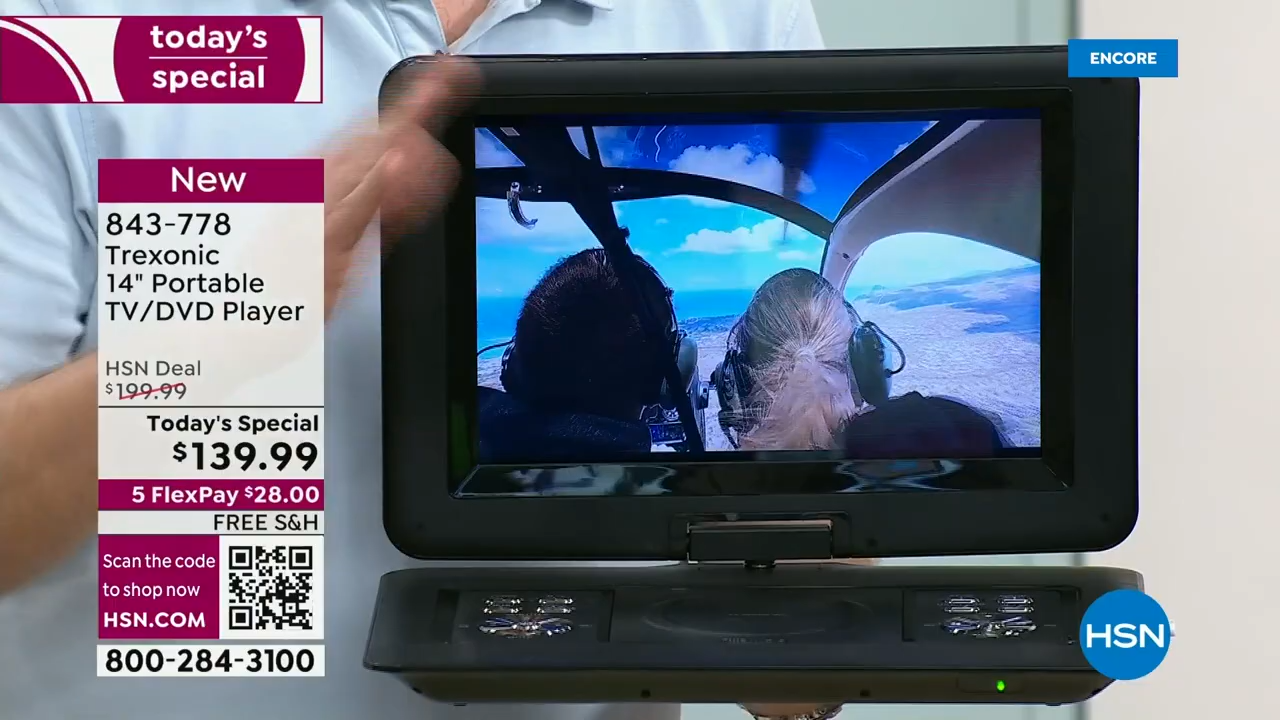 today's
special
ENCORE
New
843-778
Trexonic
14" Portable
TV/DVD Player
HSN Deal
$199.99
Today's Special
$139.99
5 FlexPay $28.00
FREE S&H
Scan the code
to shop now
HSN.COM
800-284-3100
HSN